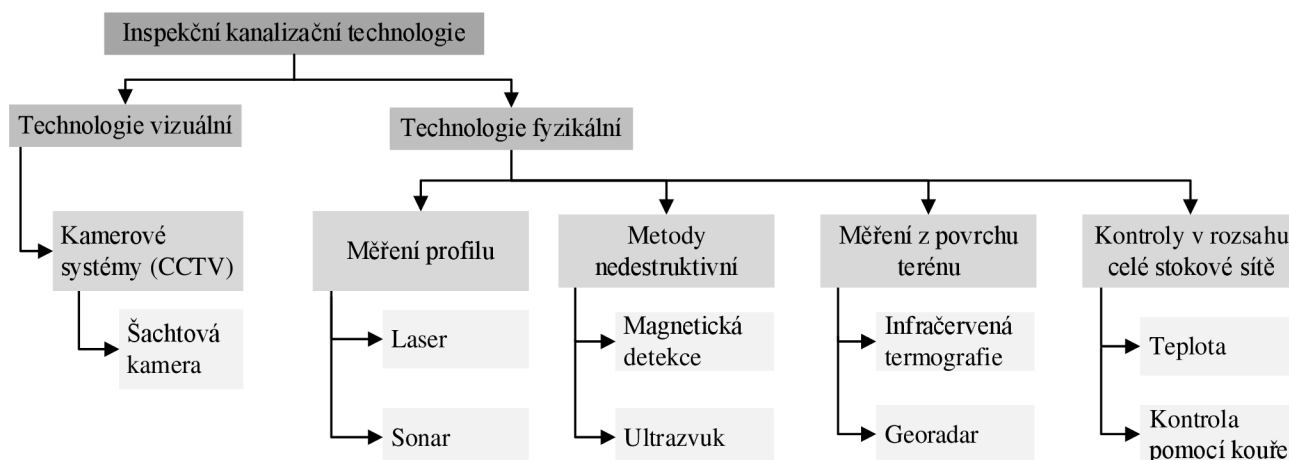 Inspekční kanalizační technologie
Technologie vizuální
Technologie fyzikální
Kamerové
systémy (CCTV)
Šachtová
kamera
Měření profilu
Laser
Sonar
Metody
nedestruktivní
Magnetická
detekce
Ultrazvuk
Měření z povrchu
terénu
Infračervená
termografie
Georadar
Kontroly v rozsahu
celé stokové sítě
Teplota
Kontrola
pomocí kouře